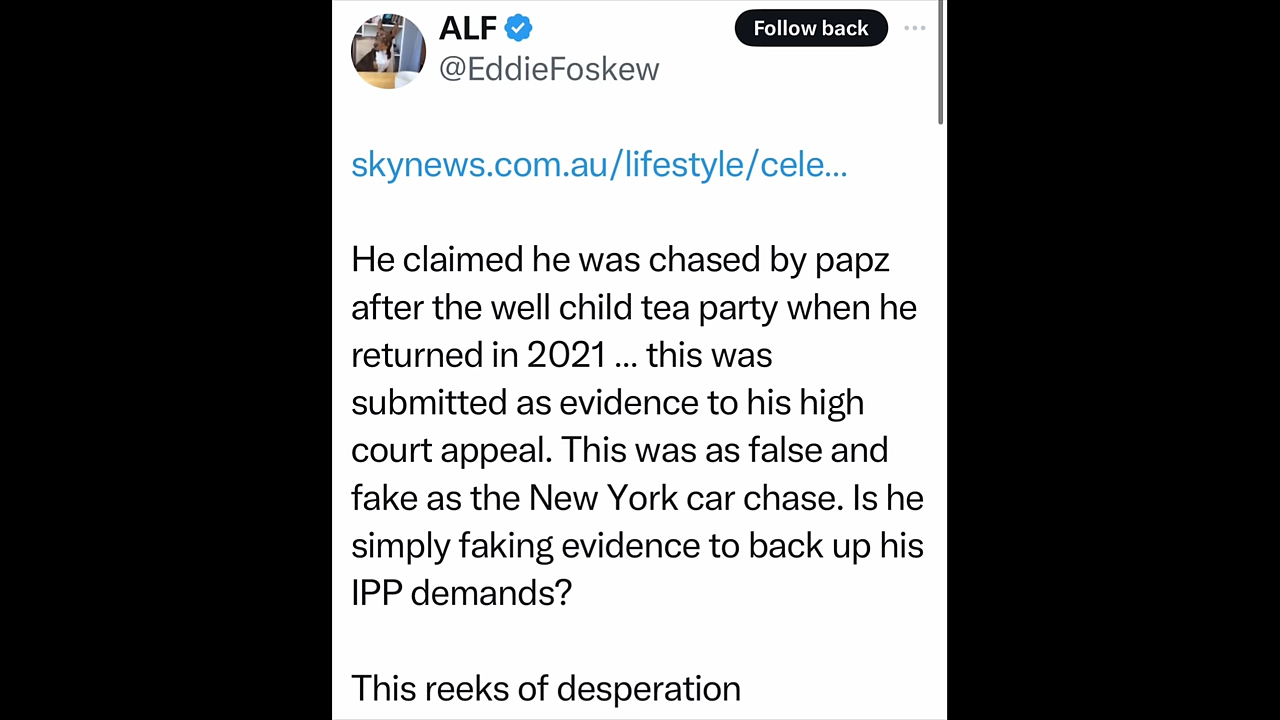 ALF
Follow back
@EddieFoskew
skynews.com.au/lifestyle/cele...
He claimed he was chased by papz
after the well child tea party when he
returned in 2021 ... this was
submitted as evidence to his high
court appeal. This was as false and
fake as the New York car chase. Is he
simply faking evidence to back up his
IPP demands?
This reeks of desperation